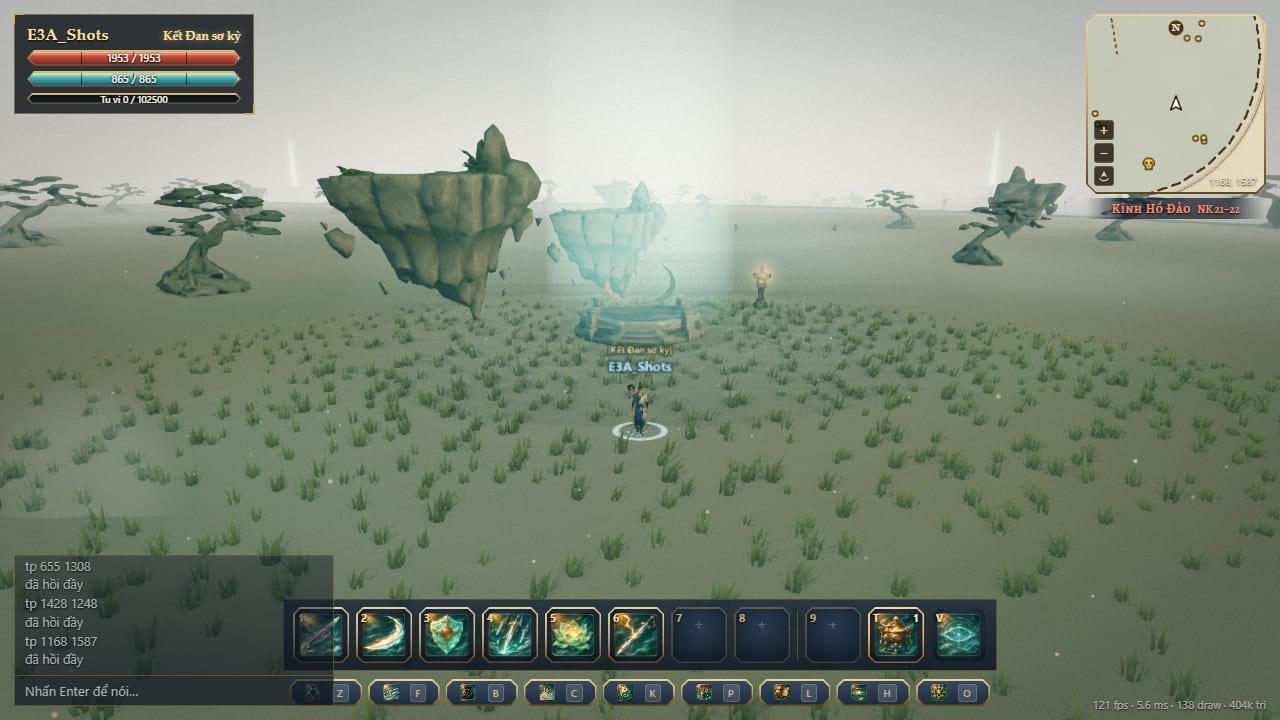 E3A_Shots
Kết Đan sơ kỳ
1953 / 1953
865 / 865
Tu vi 0 / 102500
N
+
−
1168, 1587
Kính Hồ Đảo NK 21–22
[Kết Đan sơ kỳ]
E3A_Shots
tp 655 1308
đã hồi đầy
tp 1428 1248
đã hồi đầy
tp 1168 1587
đã hồi đầy
Nhấn Enter để nói...
1 2 3 4 5 6 7 8 9 T 1 V
+ + +
Z F B C K P L H O
121 fps · 5.6 ms · 138 draw · 404k tri